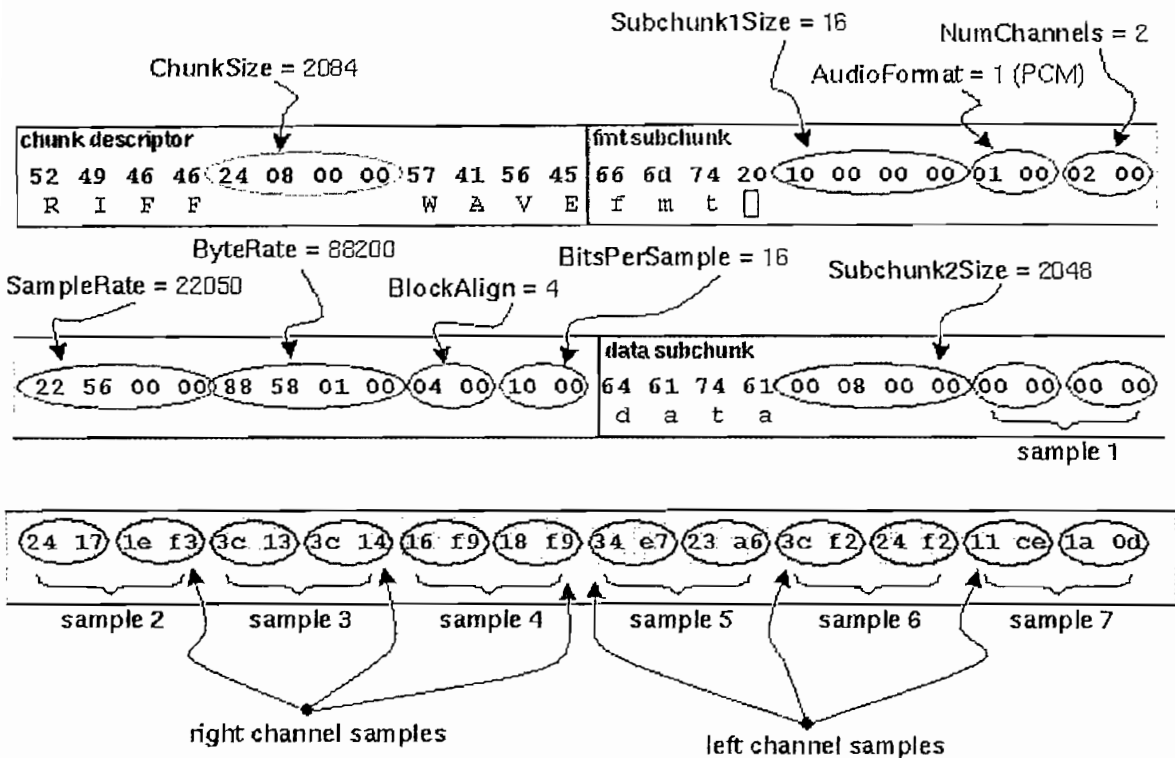 Subchunk1Size = 16
NumChannels = 2
ChunkSize = 2084
AudioFormat = 1 (PCM)
chunk descriptor
fmt subchunk
52 49 46 46 24 08 00 00 57 41 56 45 66 6d 74 20 10 00 00 00 01 00 02 00
R I F F W A V E f m t
ByteRate = 88200
BitsPerSample = 16
SampleRate = 22050
BlockAlign = 4
Subchunk2Size = 2048
data subchunk
22 56 00 00 88 58 01 00 04 00 10 00 64 61 74 61 00 08 00 00 00 00 00 00
d a t a
sample 1
24 17 1e f3 3c 13 3c 14 16 f9 18 f9 34 e7 23 a6 3c f2 24 f2 11 ce 1a 0d
sample 2 sample 3 sample 4 sample 5 sample 6 sample 7
right channel samples
left channel samples